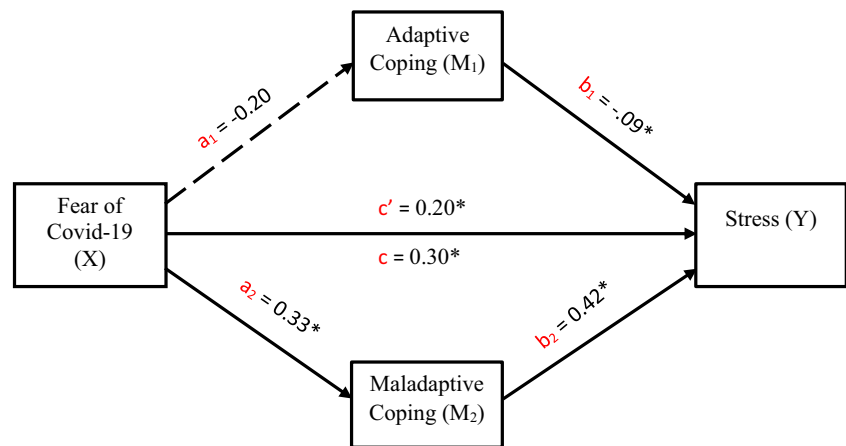 Adaptive
Coping (M₁)
a₁ = -0.20
b₁ = -.09*
Fear of
Covid-19
(X)
c’ = 0.20*
c = 0.30*
Stress (Y)
a₂ = 0.33*
b₂ = 0.42*
Maladaptive
Coping (M₂)